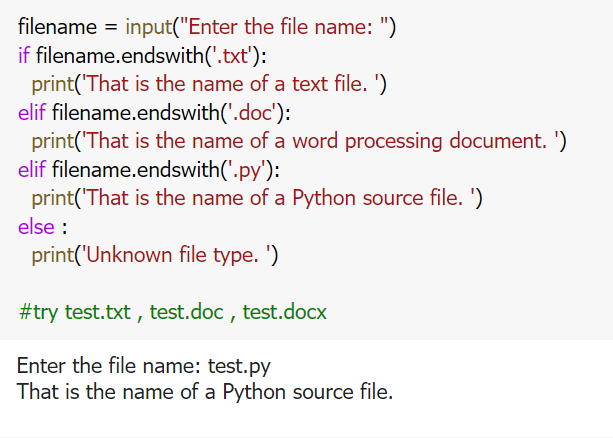 filename = input("Enter the file name: ")
if filename.endswith('.txt'):
  print('That is the name of a text file. ')
elif filename.endswith('.doc'):
  print('That is the name of a word processing document. ')
elif filename.endswith('.py'):
  print('That is the name of a Python source file. ')
else :
  print('Unknown file type. ')

#try test.txt , test.doc , test.docx
Enter the file name: test.py
That is the name of a Python source file.